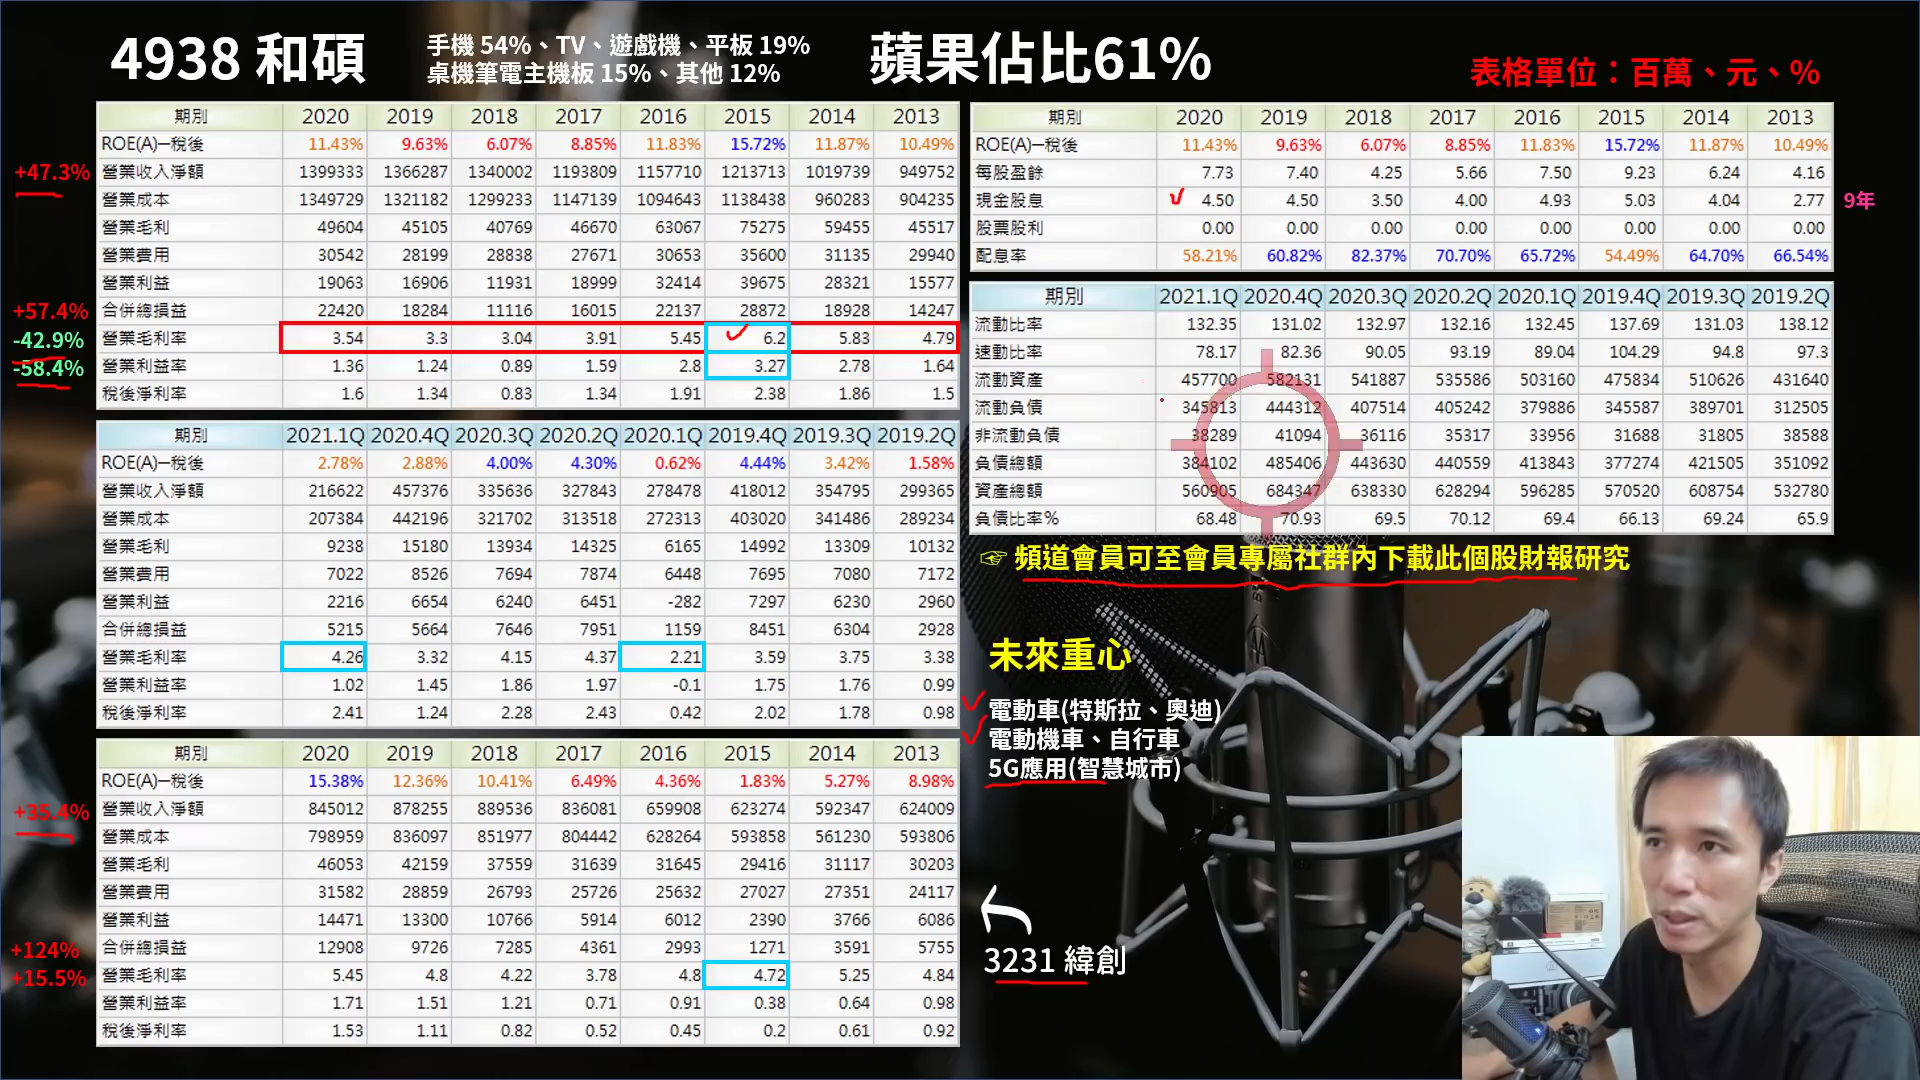 4938 和碩
手機 54%、TV、遊戲機、平板 19%
桌機筆電主機板 15%、其他 12%
蘋果佔比61%
表格單位：百萬、元、%
期別 2020 2019 2018 2017 2016 2015 2014 2013
ROE(A)─稅後 11.43% 9.63% 6.07% 8.85% 11.83% 15.72% 11.87% 10.49%
+47.3% 營業收入淨額 1399333 1366287 1340002 1193809 1157710 1213713 1019739 949752
營業成本 1349729 1321182 1299233 1147139 1094643 1138438 960283 904235
營業毛利 49604 45105 40769 46670 63067 75275 59455 45517
營業費用 30542 28199 28838 27671 30653 35600 31135 29940
營業利益 19063 16906 11931 18999 32414 39675 28321 15577
+57.4% 合併總損益 22420 18284 11116 16015 22137 28872 18928 14247
-42.9% 營業毛利率 3.54 3.3 3.04 3.91 5.45 6.2 5.83 4.79
-58.4% 營業利益率 1.36 1.24 0.89 1.59 2.8 3.27 2.78 1.64
稅後淨利率 1.6 1.34 0.83 1.34 1.91 2.38 1.86 1.5
期別 2021.1Q 2020.4Q 2020.3Q 2020.2Q 2020.1Q 2019.4Q 2019.3Q 2019.2Q
ROE(A)─稅後 2.78% 2.88% 4.00% 4.30% 0.62% 4.44% 3.42% 1.58%
營業收入淨額 216622 457376 335636 327843 278478 418012 354795 299365
營業成本 207384 442196 321702 313518 272313 403020 341486 289234
營業毛利 9238 15180 13934 14325 6165 14992 13309 10132
營業費用 7022 8526 7694 7874 6448 7695 7080 7172
營業利益 2216 6654 6240 6451 -282 7297 6230 2960
合併總損益 5215 5664 7646 7951 1159 8451 6304 2928
營業毛利率 4.26 3.32 4.15 4.37 2.21 3.59 3.75 3.38
營業利益率 1.02 1.45 1.86 1.97 -0.1 1.75 1.76 0.99
稅後淨利率 2.41 1.24 2.28 2.43 0.42 2.02 1.78 0.98
期別 2020 2019 2018 2017 2016 2015 2014 2013
ROE(A)─稅後 15.38% 12.36% 10.41% 6.49% 4.36% 1.83% 5.27% 8.98%
+35.4% 營業收入淨額 845012 878255 889536 836081 659908 623274 592347 624009
營業成本 798959 836097 851977 804442 628264 593858 561230 593806
營業毛利 46053 42159 37559 31639 31645 29416 31117 30203
營業費用 31582 28859 26793 25726 25632 27027 27351 24117
營業利益 14471 13300 10766 5914 6012 2390 3766 6086
+124% 合併總損益 12908 9726 7285 4361 2993 1271 3591 5755
+15.5% 營業毛利率 5.45 4.8 4.22 3.78 4.8 4.72 5.25 4.84
營業利益率 1.71 1.51 1.21 0.71 0.91 0.38 0.64 0.98
稅後淨利率 1.53 1.11 0.82 0.52 0.45 0.2 0.61 0.92
期別 2020 2019 2018 2017 2016 2015 2014 2013
ROE(A)─稅後 11.43% 9.63% 6.07% 8.85% 11.83% 15.72% 11.87% 10.49%
每股盈餘 7.73 7.40 4.25 5.66 7.50 9.23 6.24 4.16
現金股息 4.50 4.50 3.50 4.00 4.93 5.03 4.04 2.77 9年
股票股利 0.00 0.00 0.00 0.00 0.00 0.00 0.00 0.00
配息率 58.21% 60.82% 82.37% 70.70% 65.72% 54.49% 64.70% 66.54%
期別 2021.1Q 2020.4Q 2020.3Q 2020.2Q 2020.1Q 2019.4Q 2019.3Q 2019.2Q
流動比率 132.35 131.02 132.97 132.16 132.45 137.69 131.03 138.12
速動比率 78.17 82.36 90.05 93.19 89.04 104.29 94.8 97.3
流動資產 457700 582131 541887 535586 503160 475834 510626 431640
流動負債 345813 444312 407514 405242 379886 345587 389701 312505
非流動負債 38289 41094 36116 35317 33956 31688 31805 38588
負債總額 384102 485406 443630 440559 413843 377274 421505 351092
資產總額 560905 684347 638330 628294 596285 570520 608754 532780
負債比率% 68.48 70.93 69.5 70.12 69.4 66.13 69.24 65.9
☞ 頻道會員可至會員專屬社群內下載此個股財報研究
未來重心
電動車(特斯拉、奧迪)
電動機車、自行車
5G應用(智慧城市)
3231 緯創